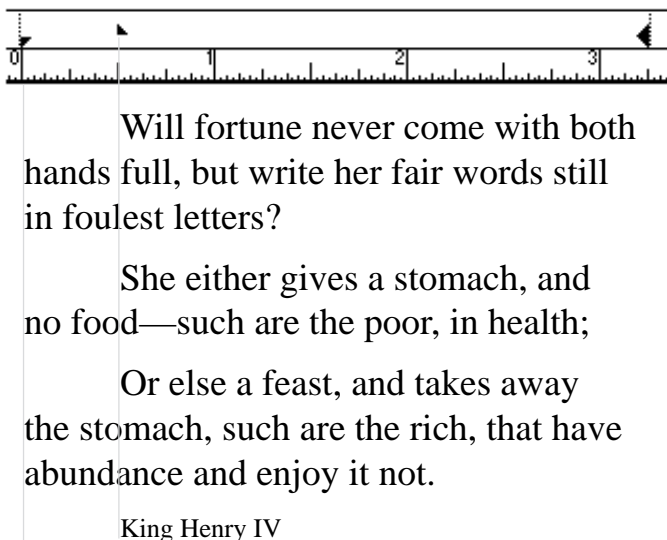 0 1 2 3
Will fortune never come with both
hands full, but write her fair words still
in foulest letters?
She either gives a stomach, and
no food—such are the poor, in health;
Or else a feast, and takes away
the stomach, such are the rich, that have
abundance and enjoy it not.
King Henry IV